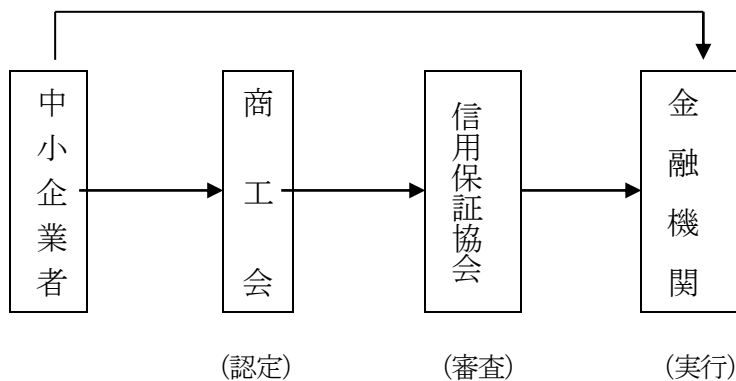 中小企業者
商工会
信用保証協会
金融機関
(認定)
(審査)
(実行)